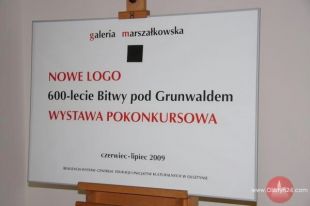 galeria marszałkowska
NOWE LOGO
600-lecie Bitwy pod Grunwaldem
WYSTAWA POKONKURSOWA
czerwiec-lipiec 2009
www.Olsztyn24.com